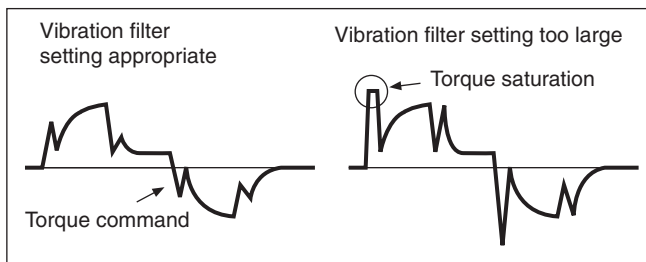 Vibration filter
setting appropriate
Torque command
Vibration filter setting too large
Torque saturation